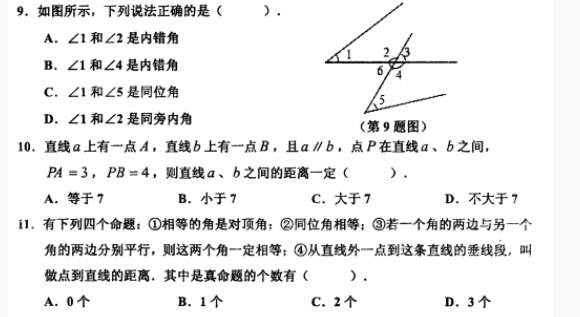 9. 如图所示，下列说法正确的是（ ）.
A. ∠1 和∠2 是内错角
B. ∠1 和∠4 是内错角
C. ∠1 和∠5 是同位角
D. ∠1 和∠2 是同旁内角
1
2
3
6
4
5
（第 9 题图）
10. 直线 a 上有一点 A，直线 b 上有一点 B，且 a∥b，点 P 在直线 a、b 之间，
PA = 3，PB = 4，则直线 a、b 之间的距离一定（ ）.
A. 等于 7 B. 小于 7 C. 大于 7 D. 不大于 7
11. 有下列四个命题：①相等的角是对顶角；②同位角相等；③若一个角的两边与另一个
角的两边分别平行，则这两个角一定相等；④从直线外一点到这条直线的垂线段，叫
做点到直线的距离. 其中是真命题的个数有（ ）.
A. 0 个 B. 1 个 C. 2 个 D. 3 个